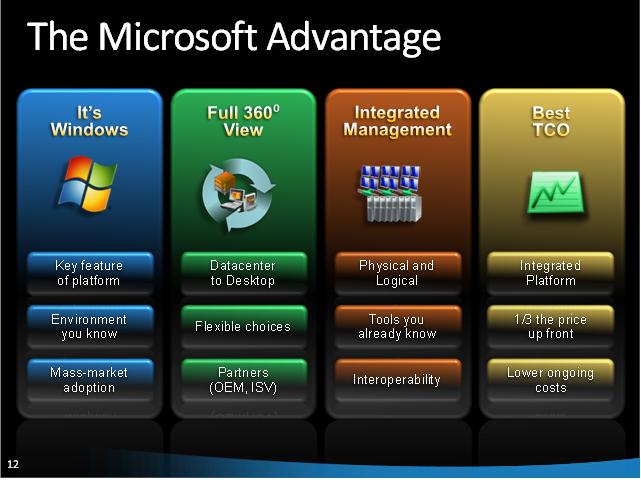 The Microsoft Advantage
It's
Windows
Key feature
of platform
Environment
you know
Mass-market
adoption
Full 360⁰
View
Datacenter
to Desktop
Flexible choices
Partners
(OEM, ISV)
Integrated
Management
Physical and
Logical
Tools you
already know
Interoperability
Best
TCO
Integrated
Platform
1/3 the price
up front
Lower ongoing
costs
12